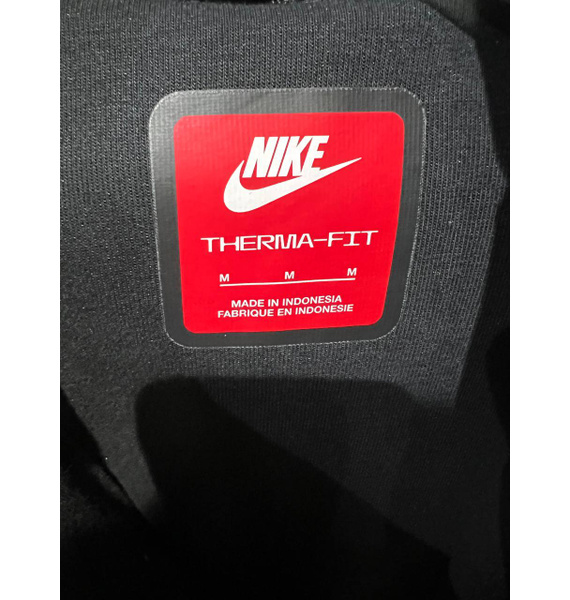 NIKE
THERMA-FIT
M M M
MADE IN INDONESIA
FABRIQUE EN INDONESIE